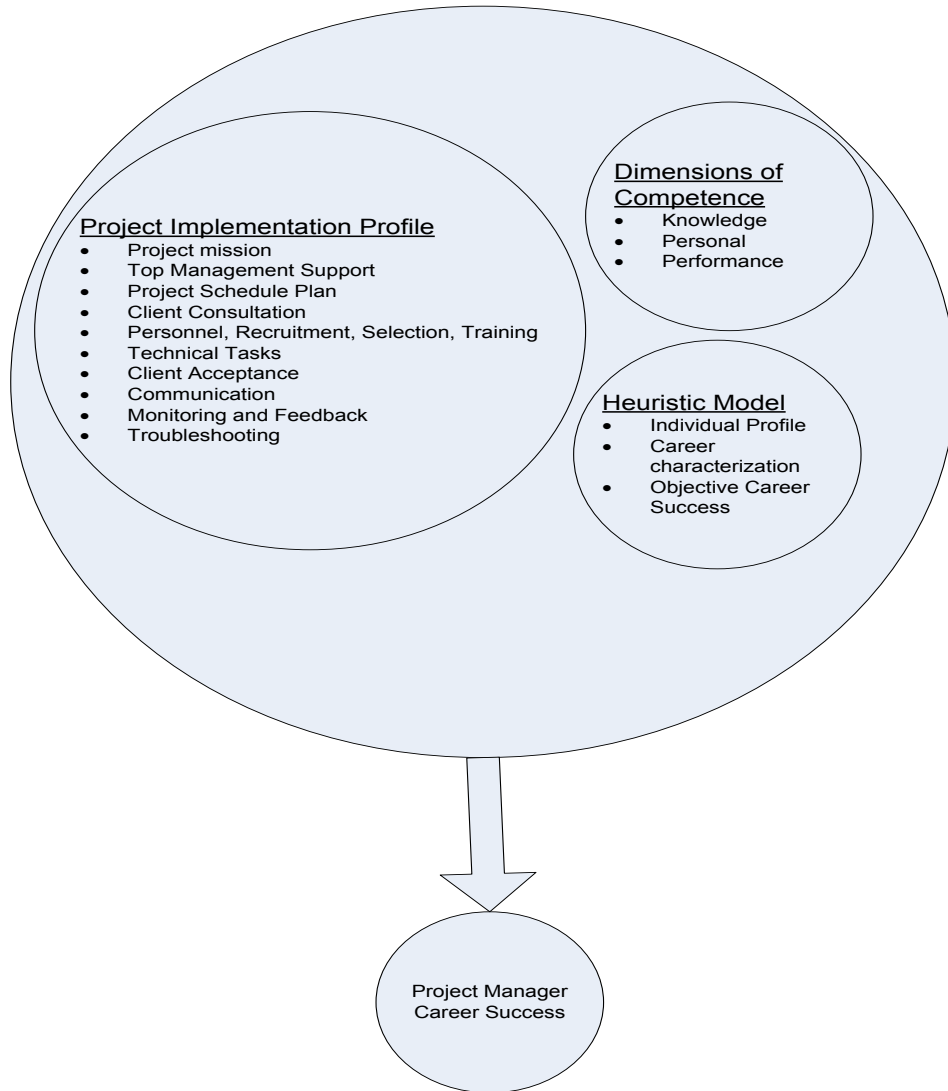 Project Implementation Profile
• Project mission
• Top Management Support
• Project Schedule Plan
• Client Consultation
• Personnel, Recruitment, Selection, Training
• Technical Tasks
• Client Acceptance
• Communication
• Monitoring and Feedback
• Troubleshooting
Dimensions of
Competence
• Knowledge
• Personal
• Performance
Heuristic Model
• Individual Profile
• Career
characterization
• Objective Career
Success
Project Manager
Career Success